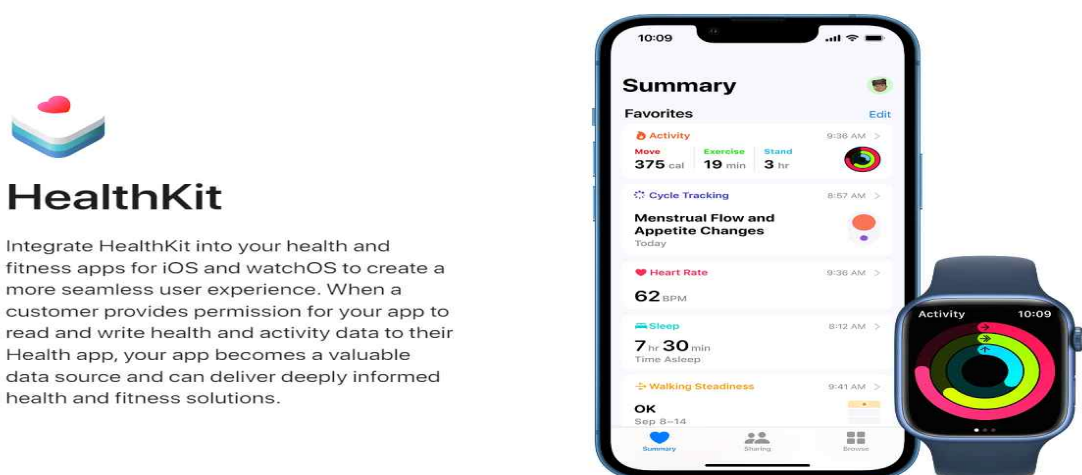 HealthKit
Integrate HealthKit into your health and
fitness apps for iOS and watchOS to create a
more seamless user experience. When a
customer provides permission for your app to
read and write health and activity data to their
Health app, your app becomes a valuable
data source and can deliver deeply informed
health and fitness solutions.
10:09
Summary
Favorites Edit
Activity 9:36 AM
Move Exercise Stand
375 cal 19 min 3 hr
Cycle Tracking 8:57 AM
Menstrual Flow and
Appetite Changes
Today
Heart Rate 9:36 AM
62 BPM
Sleep 8:12 AM
7 hr 30 min
Time Asleep
Walking Steadiness 9:41 AM
OK
Sep 8–14
Summary Sharing Browse
Activity 10:09